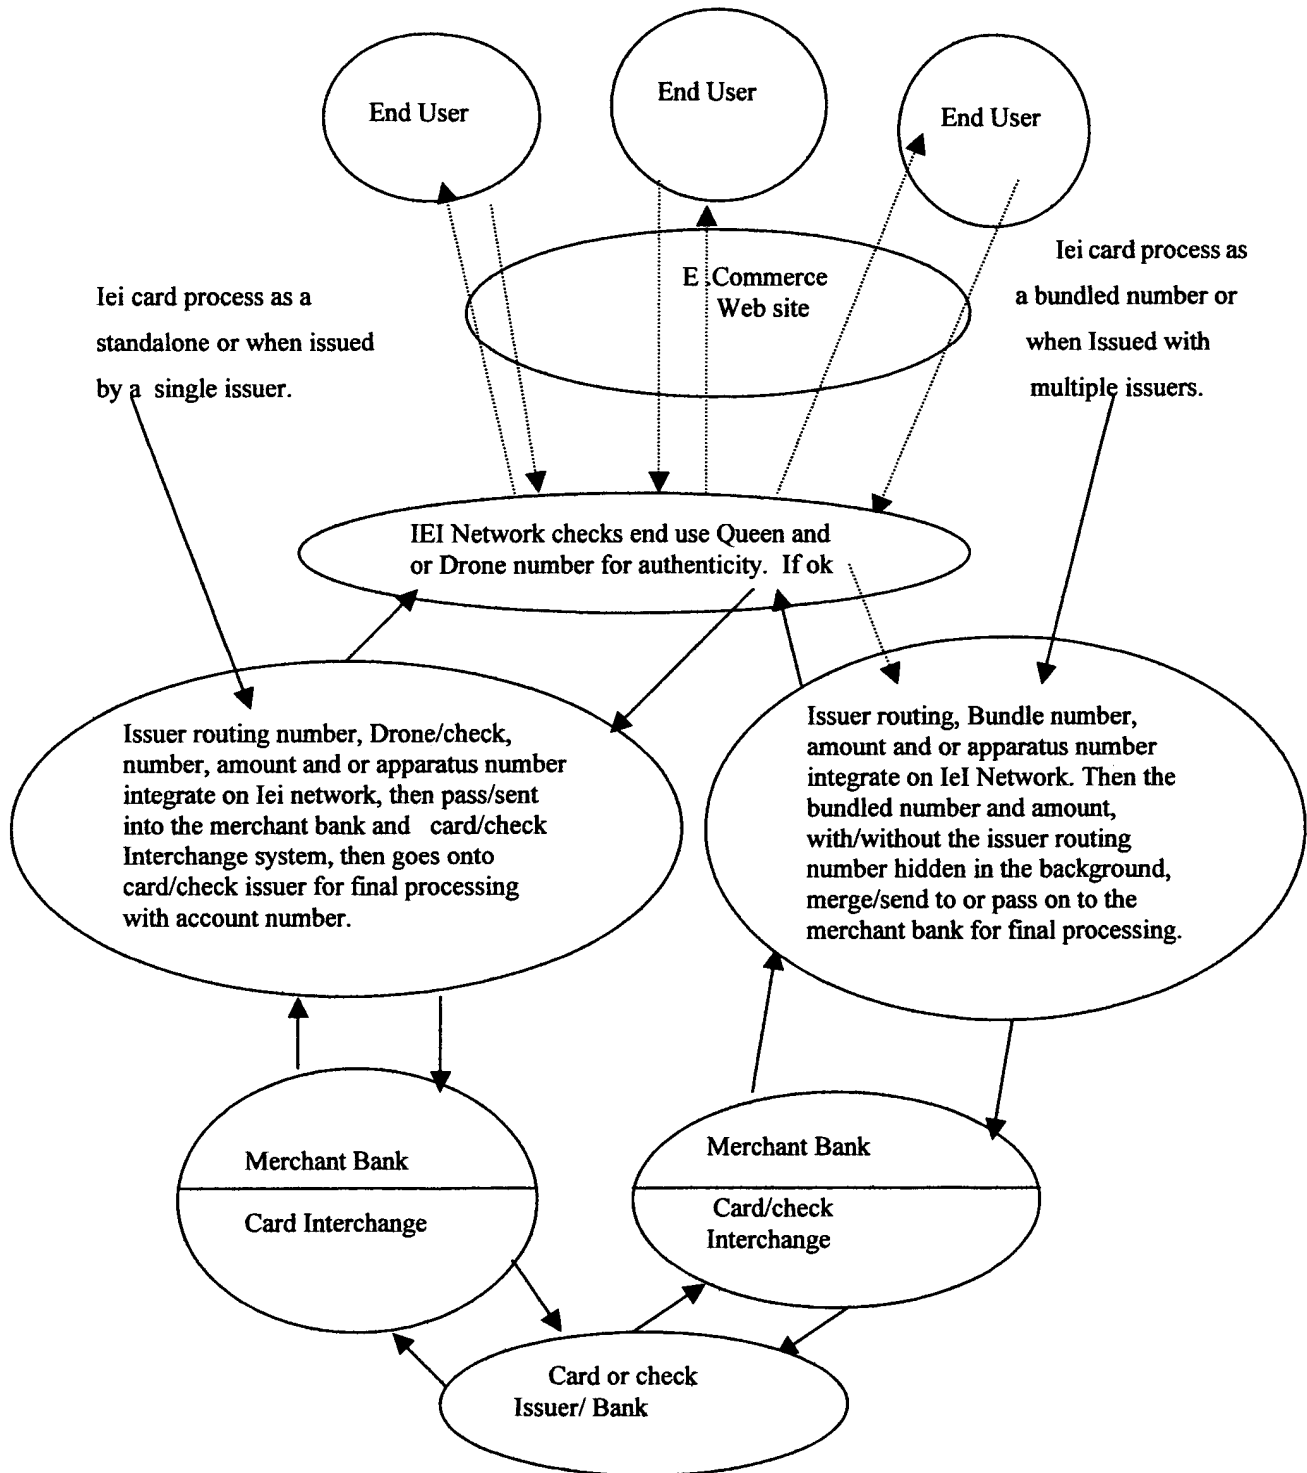 End User
End User
End User
E .Commerce
Web site
Iei card process as a
standalone or when issued
by a single issuer.
Iei card process as
a bundled number or
when Issued with
multiple issuers.
IEI Network checks end use Queen and
or Drone number for authenticity. If ok
Issuer routing number, Drone/check,
number, amount and or apparatus number
integrate on Iei network, then pass/sent
into the merchant bank and card/check
Interchange system, then goes onto
card/check issuer for final processing
with account number.
Issuer routing, Bundle number,
amount and or apparatus number
integrate on IeI Network. Then the
bundled number and amount,
with/without the issuer routing
number hidden in the background,
merge/send to or pass on to the
merchant bank for final processing.
Merchant Bank
Card Interchange
Merchant Bank
Card/check
Interchange
Card or check
Issuer/ Bank